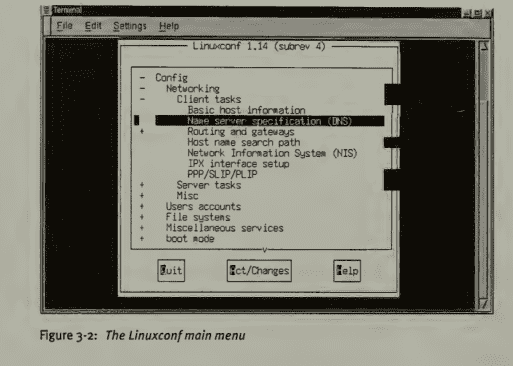 Terminal
File Edit Settings Help
Linuxconf 1.14 (subrev 4)
- Config
- Networking
- Client tasks
Basic host information
Name server specification (DNS)
+ Routing and gateways
Host name search path
Network Information System (NIS)
IPX interface setup
PPP/SLIP/PLIP
+ Server tasks
+ Misc
+ Users accounts
+ File systems
+ Miscellaneous services
+ boot mode
Quit Act/Changes Help
Figure 3-2: The Linuxconf main menu